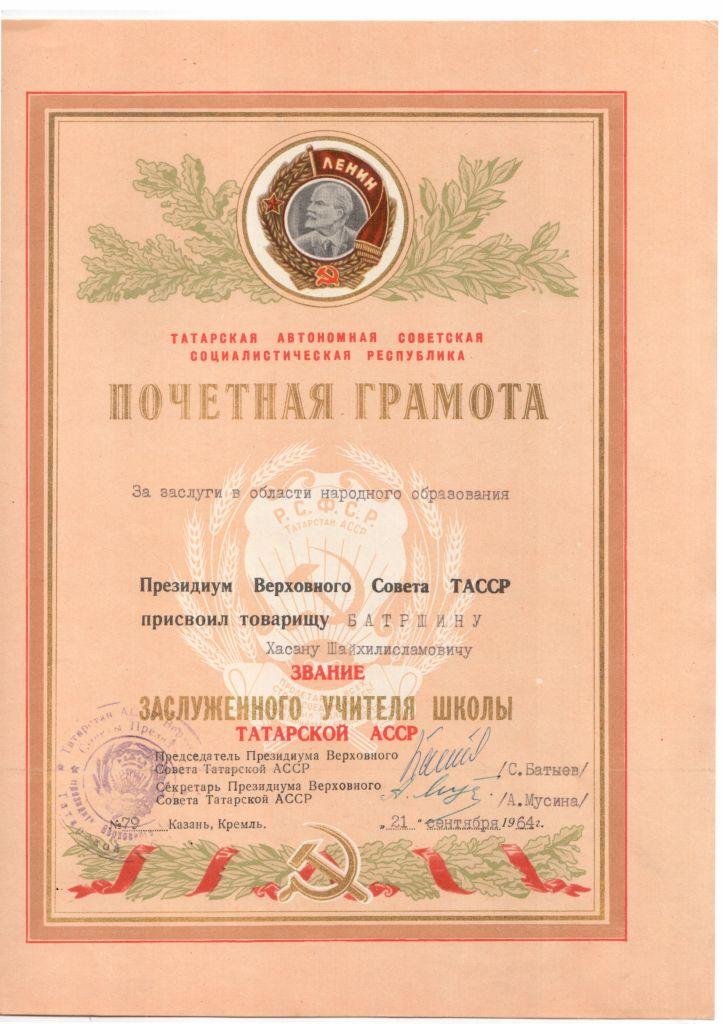 ЛЕНИН
ТАТАРСКАЯ АВТОНОМНАЯ СОВЕТСКАЯ
СОЦИАЛИСТИЧЕСКАЯ РЕСПУБЛИКА
ПОЧЕТНАЯ ГРАМОТА
За заслуги в области народного образования
Р.С.Ф.С.Р.
ТАТАРСТАН АССР
Президиум Верховного Совета ТАССР
присвоил товарищу БАТРШИНУ
Хасану Шайхилисламовичу
ЗВАНИЕ
ЗАСЛУЖЕННОГО УЧИТЕЛЯ ШКОЛЫ
ТАТАРСКОЙ АССР
Председатель Президиума Верховного
Совета Татарской АССР /С.Батыев/
Секретарь Президиума Верховного
Совета Татарской АССР /А.Мусина/
№79 Казань, Кремль. „21" сентября 1964г.